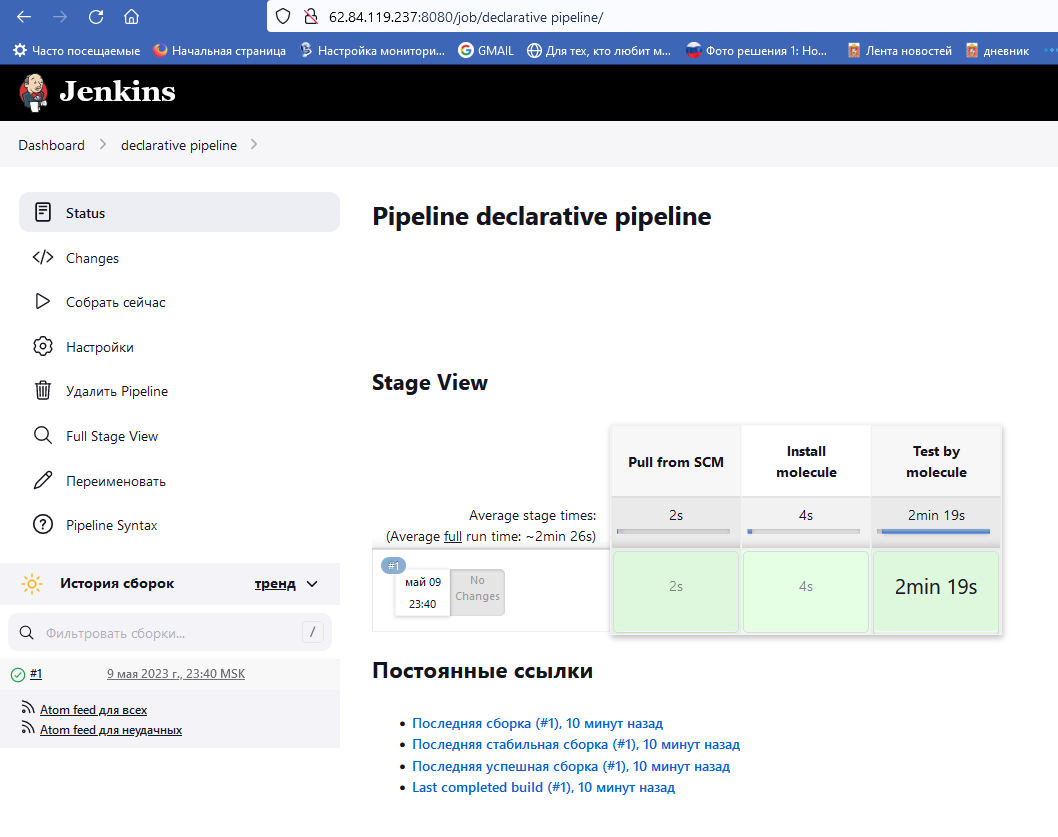 62.84.119.237:8080/job/declarative pipeline/
Часто посещаемые Начальная страница Настройка монитори... GMAIL Для тех, кто любит м... Фото решения 1: Но... Лента новостей дневник
Jenkins
Dashboard declarative pipeline
Status
Changes
Собрать сейчас
Настройки
Удалить Pipeline
Full Stage View
Переименовать
Pipeline Syntax
История сборок тренд
Фильтровать сборки... /
#1 9 мая 2023 г., 23:40 MSK
Atom feed для всех
Atom feed для неудачных
Pipeline declarative pipeline
Stage View
Pull from SCM
Install
molecule
Test by
molecule
Average stage times:
(Average full run time: ~2min 26s)
2s 4s 2min 19s
#1
май 09
23:40
No
Changes
2s 4s 2min 19s
Постоянные ссылки
Последняя сборка (#1), 10 минут назад
Последняя стабильная сборка (#1), 10 минут назад
Последняя успешная сборка (#1), 10 минут назад
Last completed build (#1), 10 минут назад